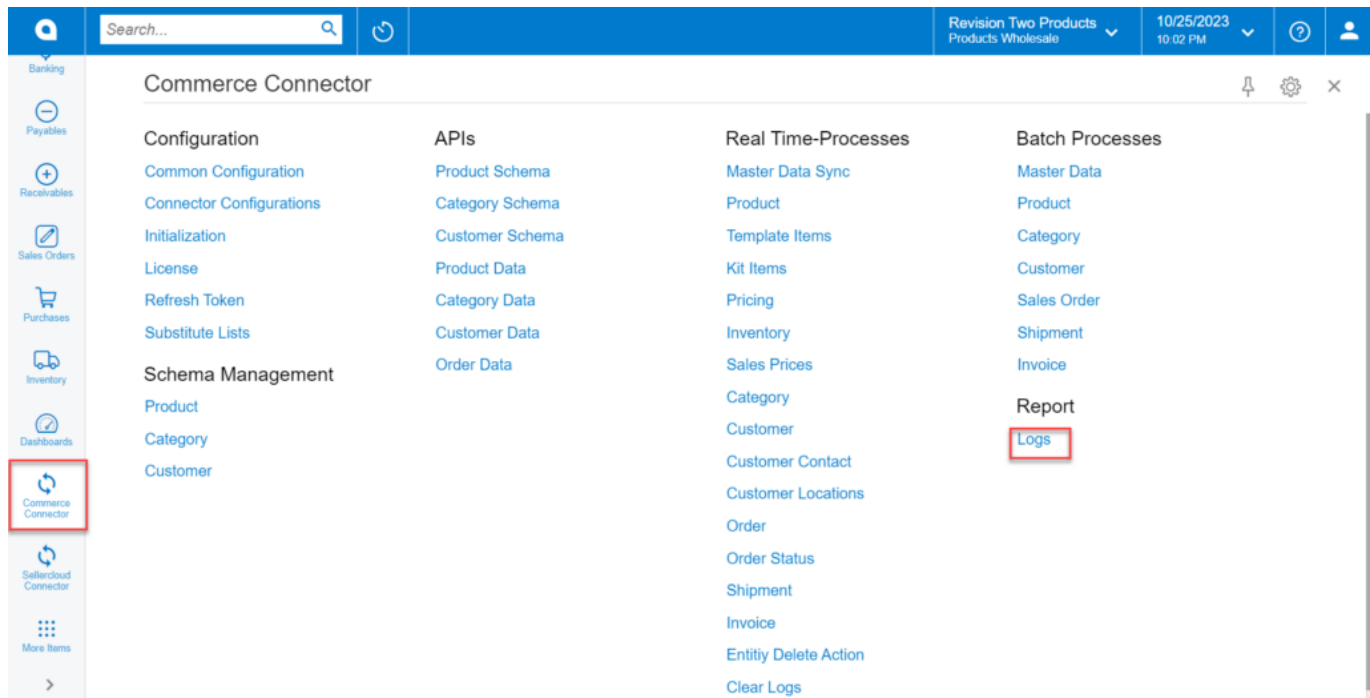 Search...
Revision Two Products
Products Wholesale
10/25/2023
10:02 PM
Banking
Payables
Receivables
Sales Orders
Purchases
Inventory
Dashboards
Commerce
Connector
Sellercloud
Connector
More Items
Commerce Connector
Configuration
Common Configuration
Connector Configurations
Initialization
License
Refresh Token
Substitute Lists
Schema Management
Product
Category
Customer
APIs
Product Schema
Category Schema
Customer Schema
Product Data
Category Data
Customer Data
Order Data
Real Time-Processes
Master Data Sync
Product
Template Items
Kit Items
Pricing
Inventory
Sales Prices
Category
Customer
Customer Contact
Customer Locations
Order
Order Status
Shipment
Invoice
Entitiy Delete Action
Clear Logs
Batch Processes
Master Data
Product
Category
Customer
Sales Order
Shipment
Invoice
Report
Logs